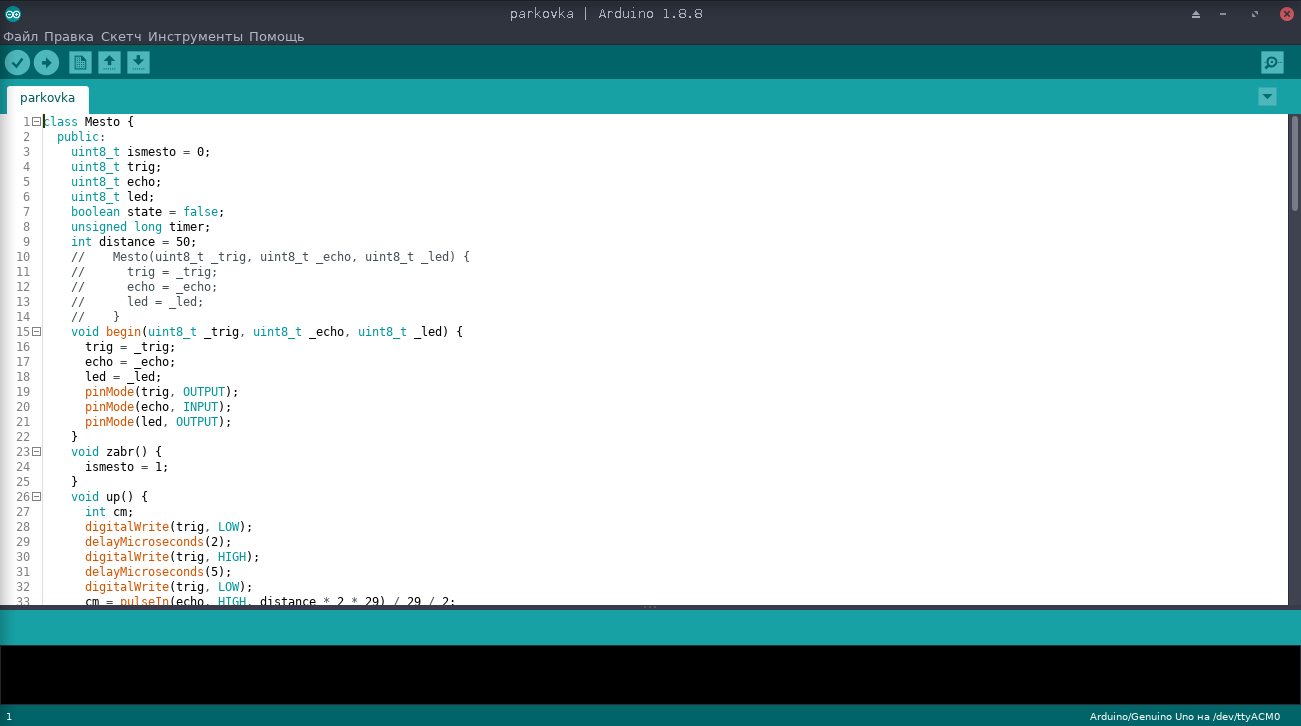 parkovka | Arduino 1.8.8
Файл Правка Скетч Инструменты Помощь
parkovka
1 class Mesto {
2   public:
3     uint8_t ismesto = 0;
4     uint8_t trig;
5     uint8_t echo;
6     uint8_t led;
7     boolean state = false;
8     unsigned long timer;
9     int distance = 50;
10     //    Mesto(uint8_t _trig, uint8_t _echo, uint8_t _led) {
11     //      trig = _trig;
12     //      echo = _echo;
13     //      led = _led;
14     //    }
15     void begin(uint8_t _trig, uint8_t _echo, uint8_t _led) {
16       trig = _trig;
17       echo = _echo;
18       led = _led;
19       pinMode(trig, OUTPUT);
20       pinMode(echo, INPUT);
21       pinMode(led, OUTPUT);
22     }
23     void zabr() {
24       ismesto = 1;
25     }
26     void up() {
27       int cm;
28       digitalWrite(trig, LOW);
29       delayMicroseconds(2);
30       digitalWrite(trig, HIGH);
31       delayMicroseconds(5);
32       digitalWrite(trig, LOW);
33       cm = pulseIn(echo, HIGH, distance * 2 * 29) / 29 / 2;
1
Arduino/Genuino Uno на /dev/ttyACM0